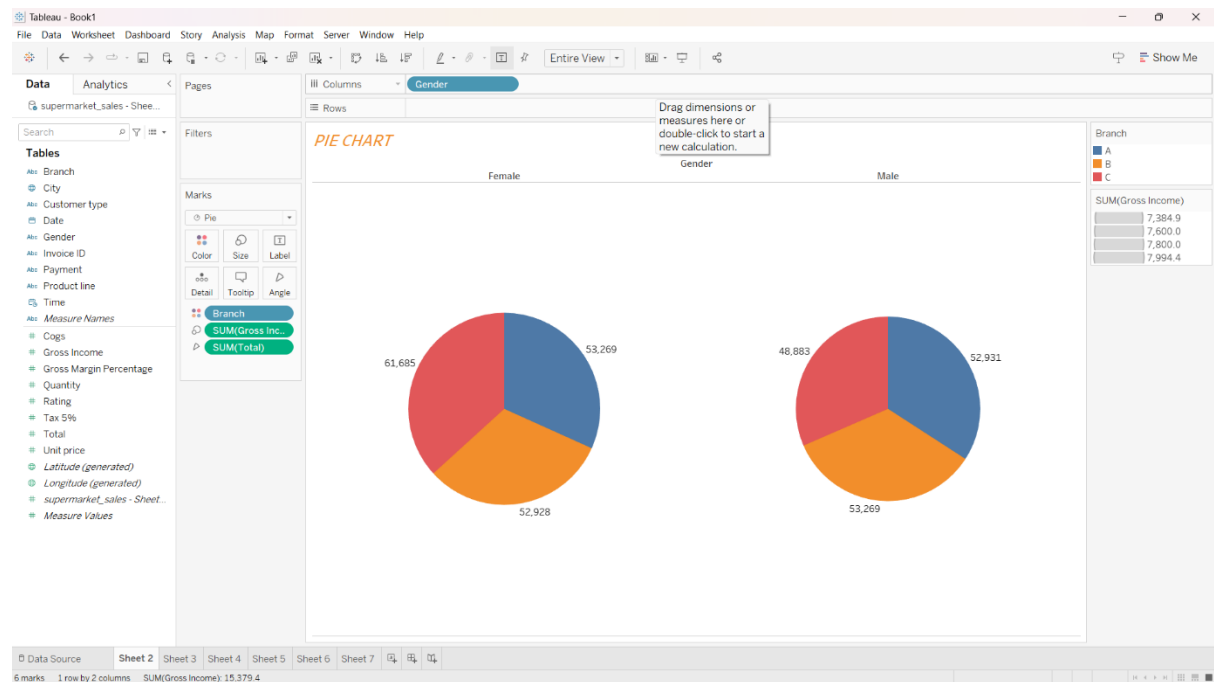 Tableau - Book1
File Data Worksheet Dashboard Story Analysis Map Format Server Window Help
Entire View
Show Me
Data Analytics
Pages
Columns
Gender
supermarket_sales - Shee...
Rows
Drag dimensions or
measures here or
double-click to start a
new calculation.
Search
Filters
PIE CHART
Tables
Abc Branch
City
Abc Customer type
Date
Abc Gender
Abc Invoice ID
Abc Payment
Abc Product line
Time
Abc Measure Names
# Cogs
# Gross Income
# Gross Margin Percentage
# Quantity
# Rating
# Tax 5%
# Total
# Unit price
Latitude (generated)
Longitude (generated)
# supermarket_sales - Sheet...
# Measure Values
Marks
Pie
Color Size Label
Detail Tooltip Angle
Branch
SUM(Gross Inc..
SUM(Total)
Gender
Female Male
61,685 53,269
52,928
48,883 52,931
53,269
Branch
A
B
C
SUM(Gross Income)
7,384.9
7,600.0
7,800.0
7,994.4
Data Source Sheet 2 Sheet 3 Sheet 4 Sheet 5 Sheet 6 Sheet 7
6 marks 1 row by 2 columns SUM(Gross Income): 15,379.4